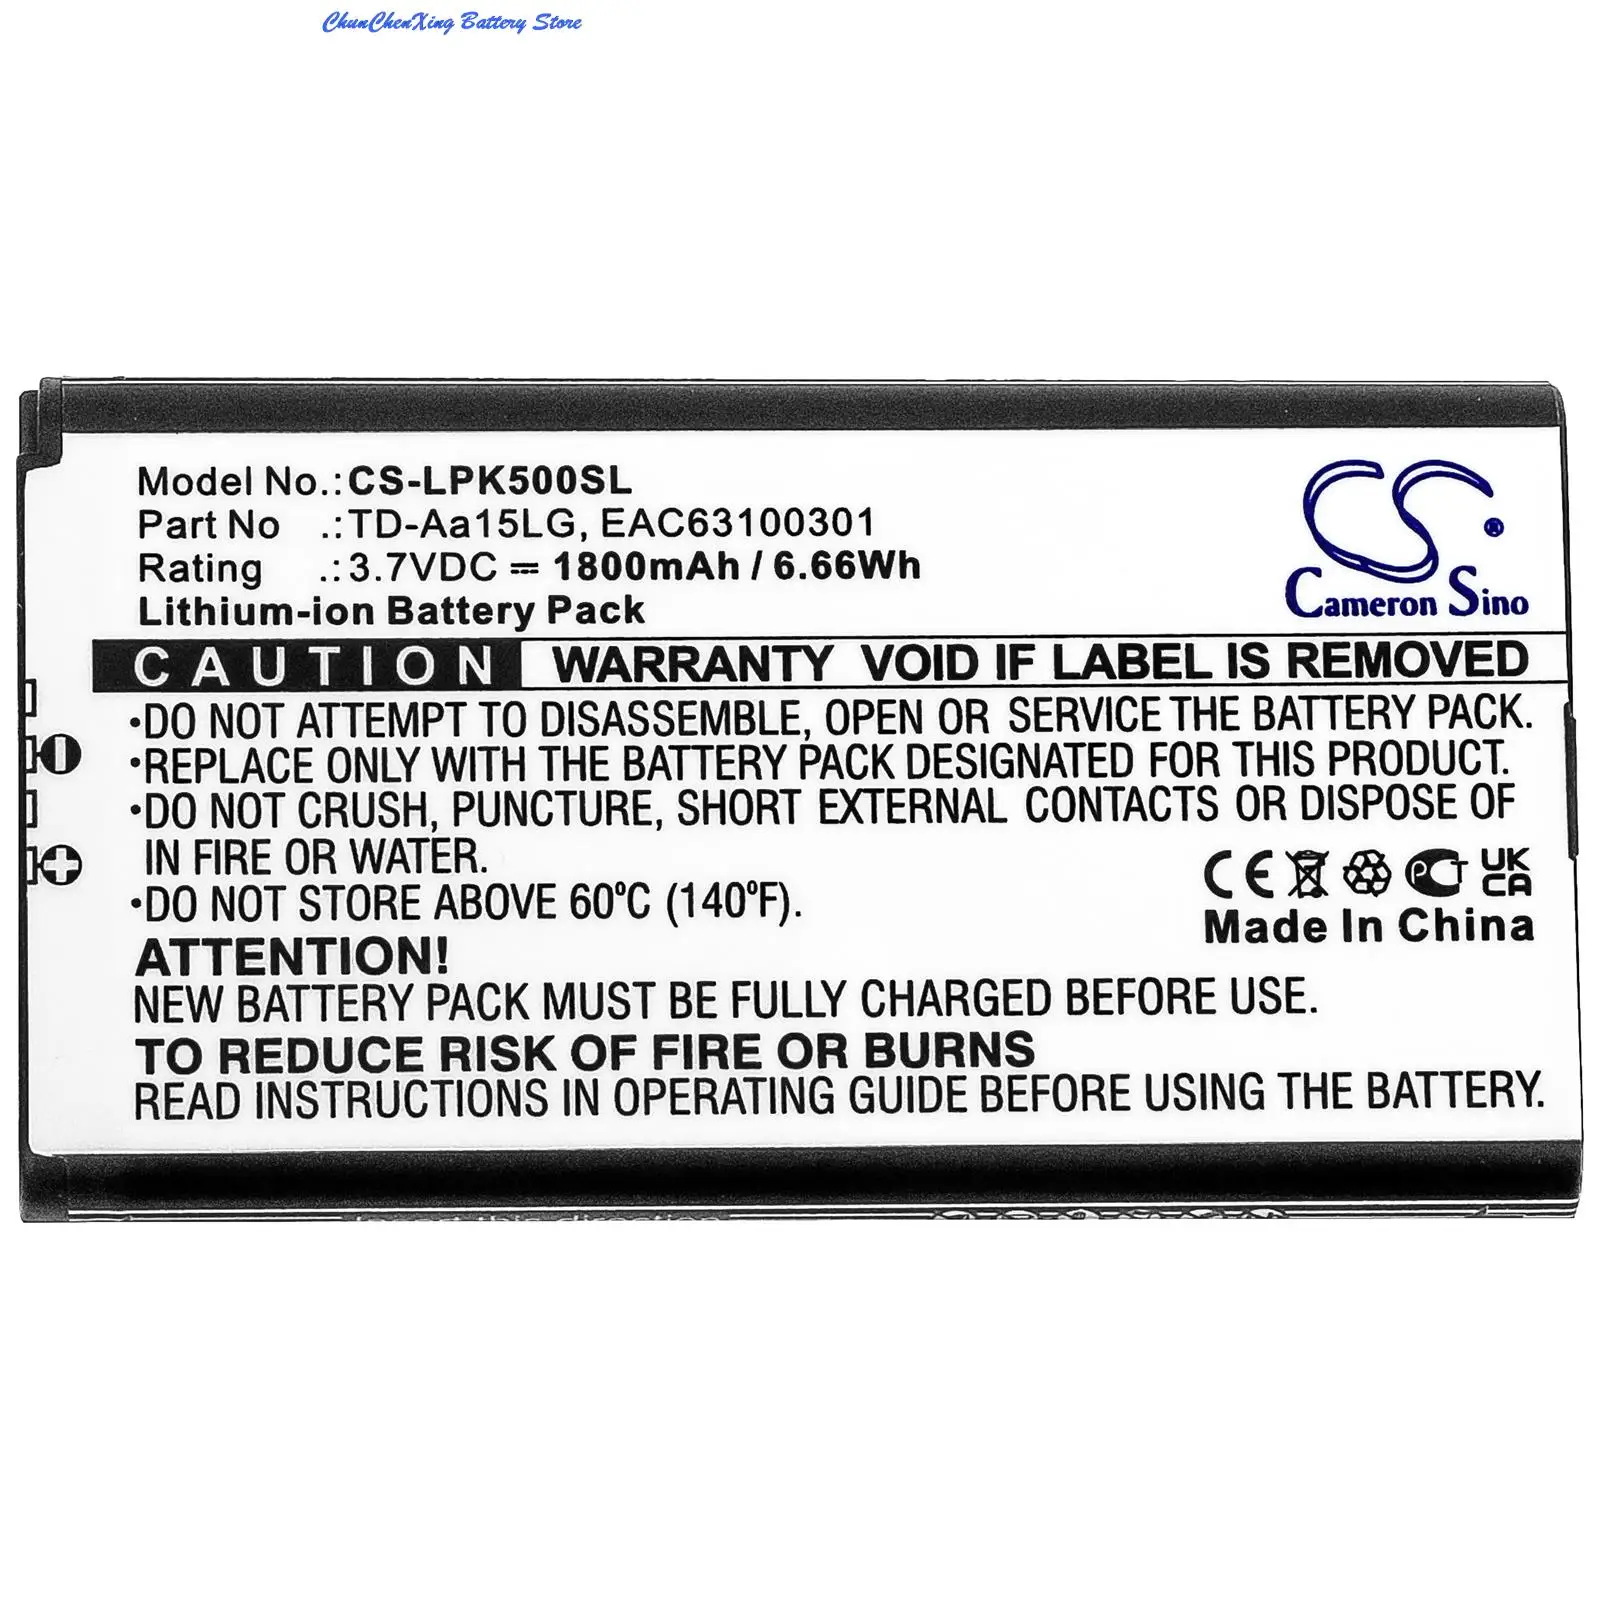 ChunChenXing Battery Store
Model No.:CS-LPK500SL
Part No .:TD-Aa15LG, EAC63100301
Rating .:3.7VDC ⎓ 1800mAh / 6.66Wh
Lithium-ion Battery Pack
CS
Cameron Sino
CAUTION WARRANTY VOID IF LABEL IS REMOVED
•DO NOT ATTEMPT TO DISASSEMBLE, OPEN OR SERVICE THE BATTERY PACK.
•REPLACE ONLY WITH THE BATTERY PACK DESIGNATED FOR THIS PRODUCT.
•DO NOT CRUSH, PUNCTURE, SHORT EXTERNAL CONTACTS OR DISPOSE OF
IN FIRE OR WATER.
•DO NOT STORE ABOVE 60ºC (140ºF).
CE UK CA
Made In China
ATTENTION!
NEW BATTERY PACK MUST BE FULLY CHARGED BEFORE USE.
TO REDUCE RISK OF FIRE OR BURNS
READ INSTRUCTIONS IN OPERATING GUIDE BEFORE USING THE BATTERY.